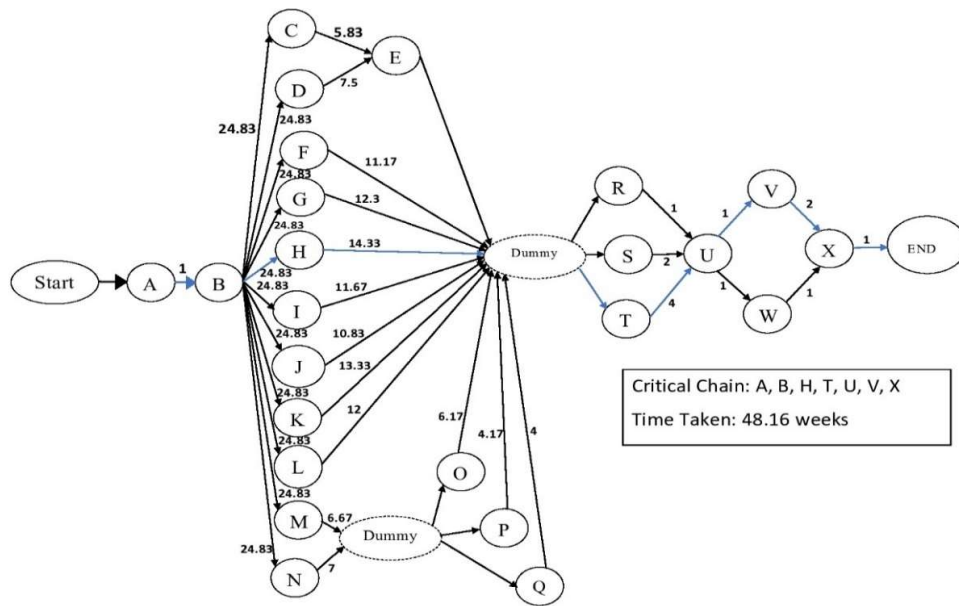 C
5.83
E
D
7.5
24.83
24.83
F
11.17
24.83
G
12.3
24.83
H
14.33
24.83
Start
A
1
B
24.83
I
11.67
24.83
J
10.83
24.83
K
13.33
24.83
L
12
24.83
M
6.67
24.83
N
7
Dummy
O
6.17
P
4.17
Q
4
Dummy
R
1
S
2
T
4
U
1
V
2
1
W
1
X
1
END
Critical Chain: A, B, H, T, U, V, X
Time Taken: 48.16 weeks